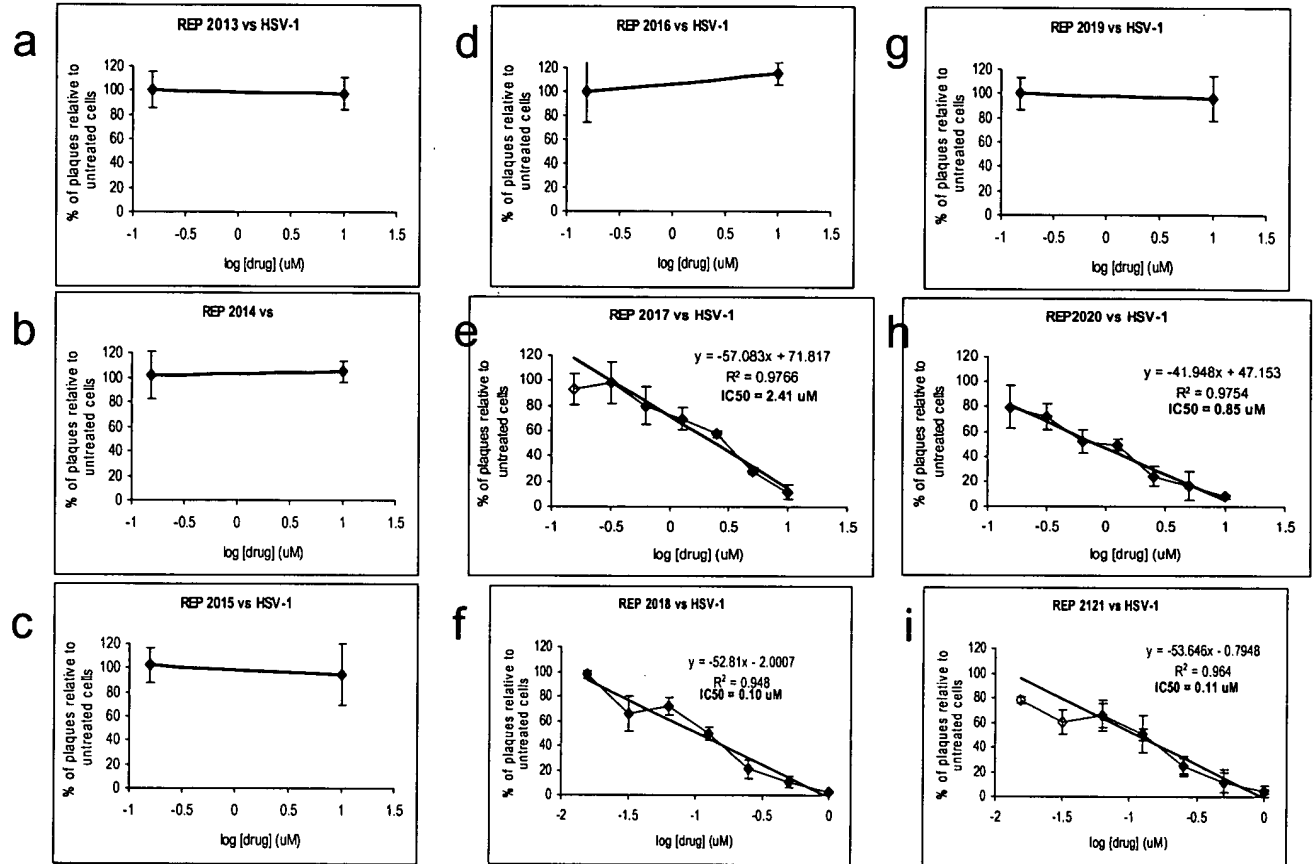 a
REP 2013 vs HSV-1
% of plaques relative to
untreated cells
120
100
80
60
40
20
0
-1 -0.5 0 0.5 1 1.5
log [drug] (uM)
b
REP 2014 vs
% of plaques relative to
untreated cells
120
100
80
60
40
20
0
-1 -0.5 0 0.5 1 1.5
log [drug] (uM)
c
REP 2015 vs HSV-1
% of plaques relative to
untreated cells
120
100
80
60
40
20
0
-1 -0.5 0 0.5 1 1.5
log [drug] (uM)
d
REP 2016 vs HSV-1
% of plaques relative to
untreated cells
120
100
80
60
40
20
0
-1 -0.5 0 0.5 1 1.5
log [drug] (uM)
e
REP 2017 vs HSV-1
y = -57.083x + 71.817
R² = 0.9766
IC50 = 2.41 uM
% of plaques relative to
untreated cells
120
100
80
60
40
20
0
-1 -0.5 0 0.5 1 1.5
log [drug] (uM)
f
REP 2018 vs HSV-1
y = -52.81x - 2.0007
R² = 0.948
IC50 = 0.10 uM
% of plaques relative to
untreated cells
120
100
80
60
40
20
0
-2 -1.5 -1 -0.5 0
log [drug] (uM)
g
REP 2019 vs HSV-1
% of plaques relative to
untreated cells
120
100
80
60
40
20
0
-1 -0.5 0 0.5 1 1.5
log [drug] (uM)
h
REP2020 vs HSV-1
y = -41.948x + 47.153
R² = 0.9754
IC50 = 0.85 uM
% of plaques relative to
untreated cells
120
100
80
60
40
20
0
-1 -0.5 0 0.5 1 1.5
log [drug] (uM)
i
REP 2121 vs HSV-1
y = -53.646x - 0.7948
R² = 0.964
IC50 = 0.11 uM
% of plaques relative to
untreated cells
120
100
80
60
40
20
0
-2 -1.5 -1 -0.5 0
log [drug] (uM)